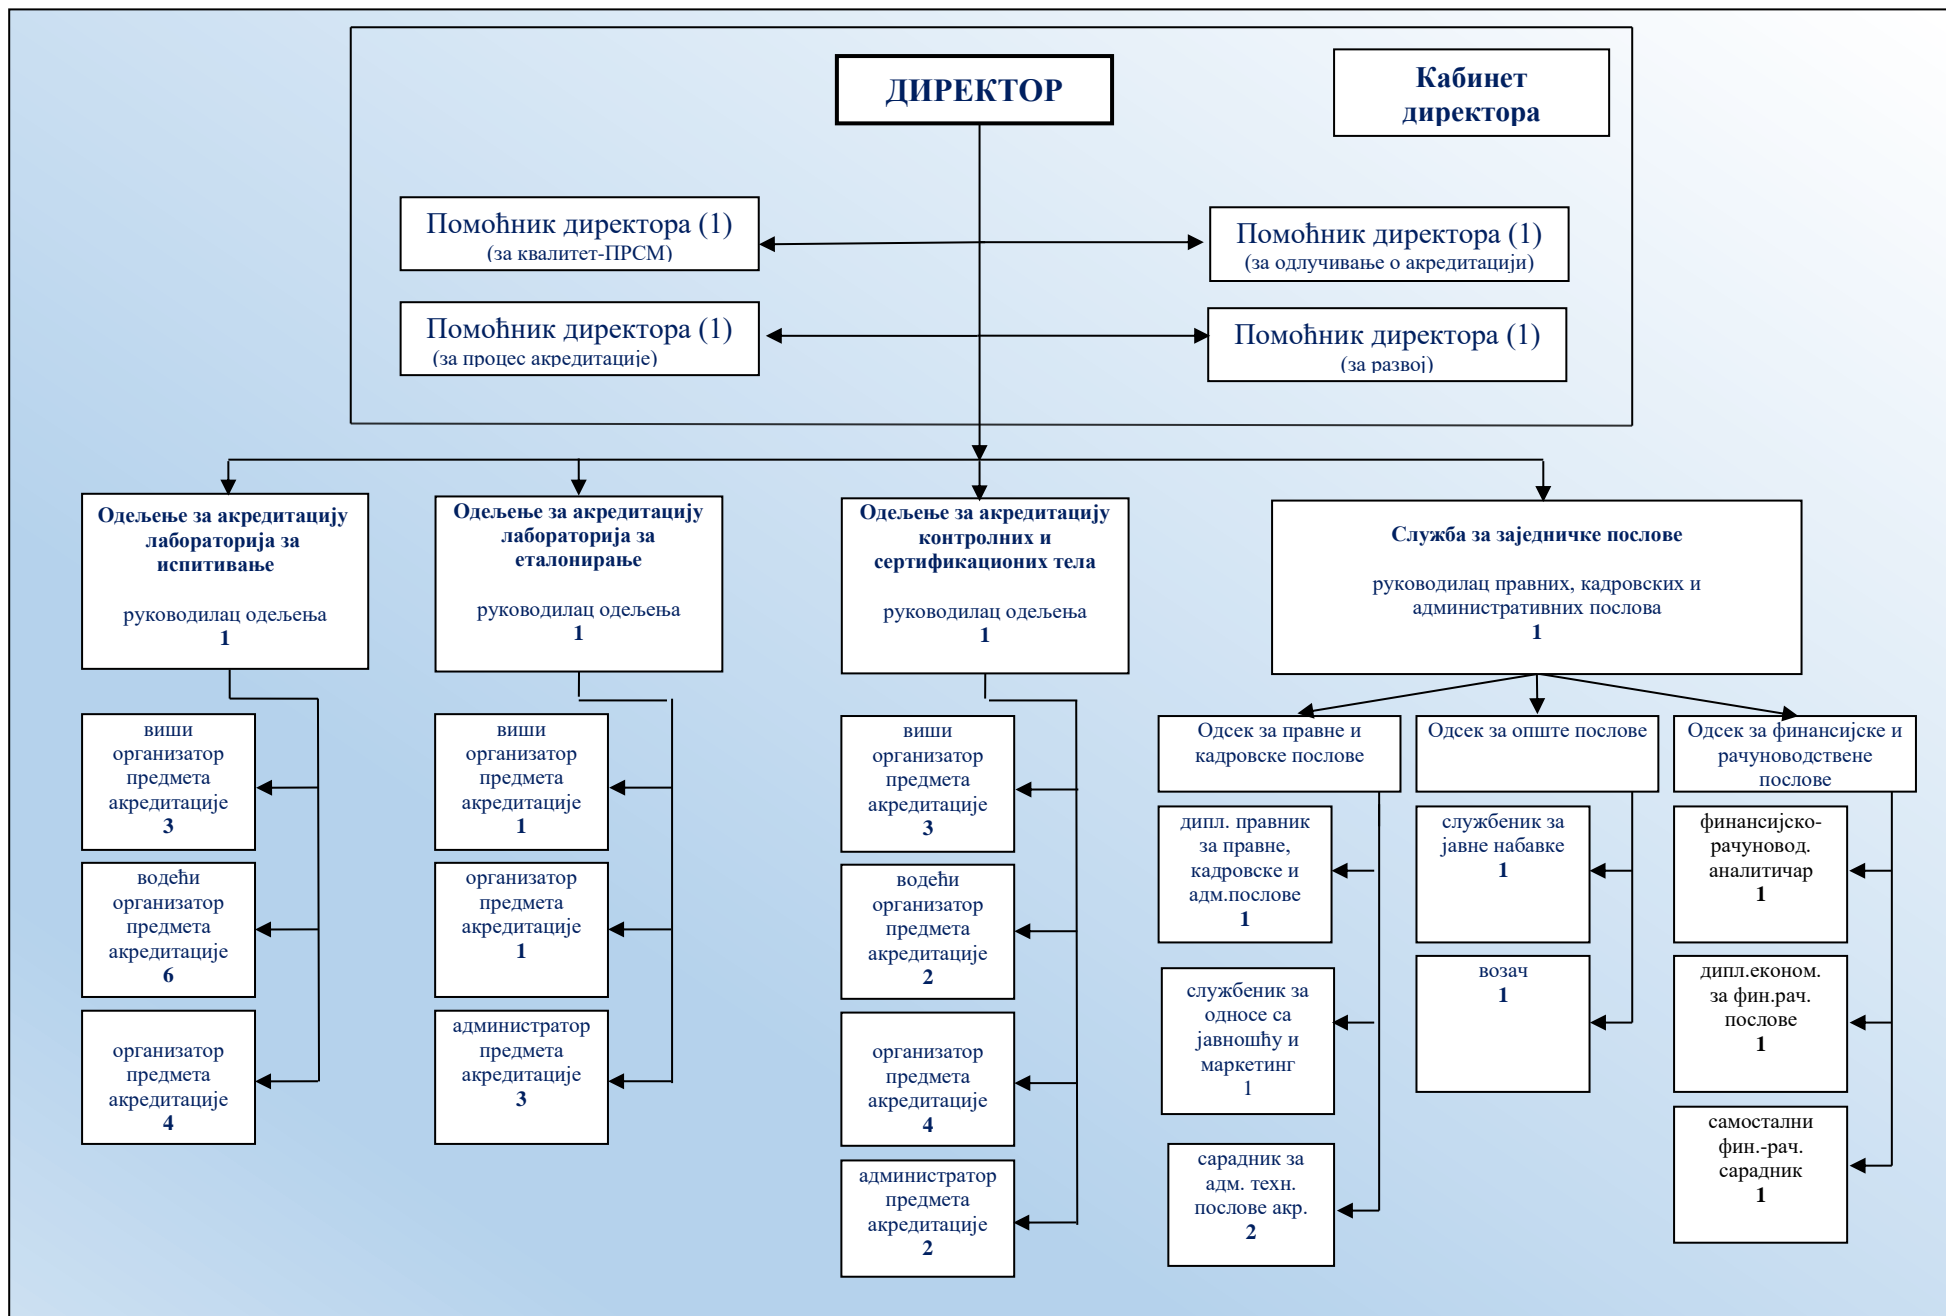 ДИРЕКТОР
Кабинет
директора
Помоћник директора (1)
(за квалитет-ПРСМ)
Помоћник директора (1)
(за одлучивање о акредитацији)
Помоћник директора (1)
(за процес акредитације)
Помоћник директора (1)
(за развој)
Одељење за акредитацију
лабораторија за
испитивање
руководилац одељења
1
Одељење за акредитацију
лабораторија за
еталонирање
руководилац одељења
1
Одељење за акредитацију
контролних и
сертификационих тела
руководилац одељења
1
Служба за заједничке послове
руководилац правних, кадровских и
административних послова
1
виши
организатор
предмета
акредитације
3
водећи
организатор
предмета
акредитације
6
организатор
предмета
акредитације
4
виши
организатор
предмета
акредитације
1
организатор
предмета
акредитације
1
администратор
предмета
акредитације
3
виши
организатор
предмета
акредитације
3
водећи
организатор
предмета
акредитације
2
организатор
предмета
акредитације
4
администратор
предмета
акредитације
2
Одсек за правне и
кадровске послове
дипл. правник
за правне,
кадровске и
адм.послове
1
службеник за
односе са
јавношћу и
маркетинг
1
сарадник за
адм. техн.
послове акр.
2
Одсек за опште послове
службеник за
јавне набавке
1
возач
1
Одсек за финансијске и
рачуноводствене
послове
финансијско-
рачуновод.
аналитичар
1
дипл.економ.
за фин.рач.
послове
1
самостални
фин.-рач.
сарадник
1